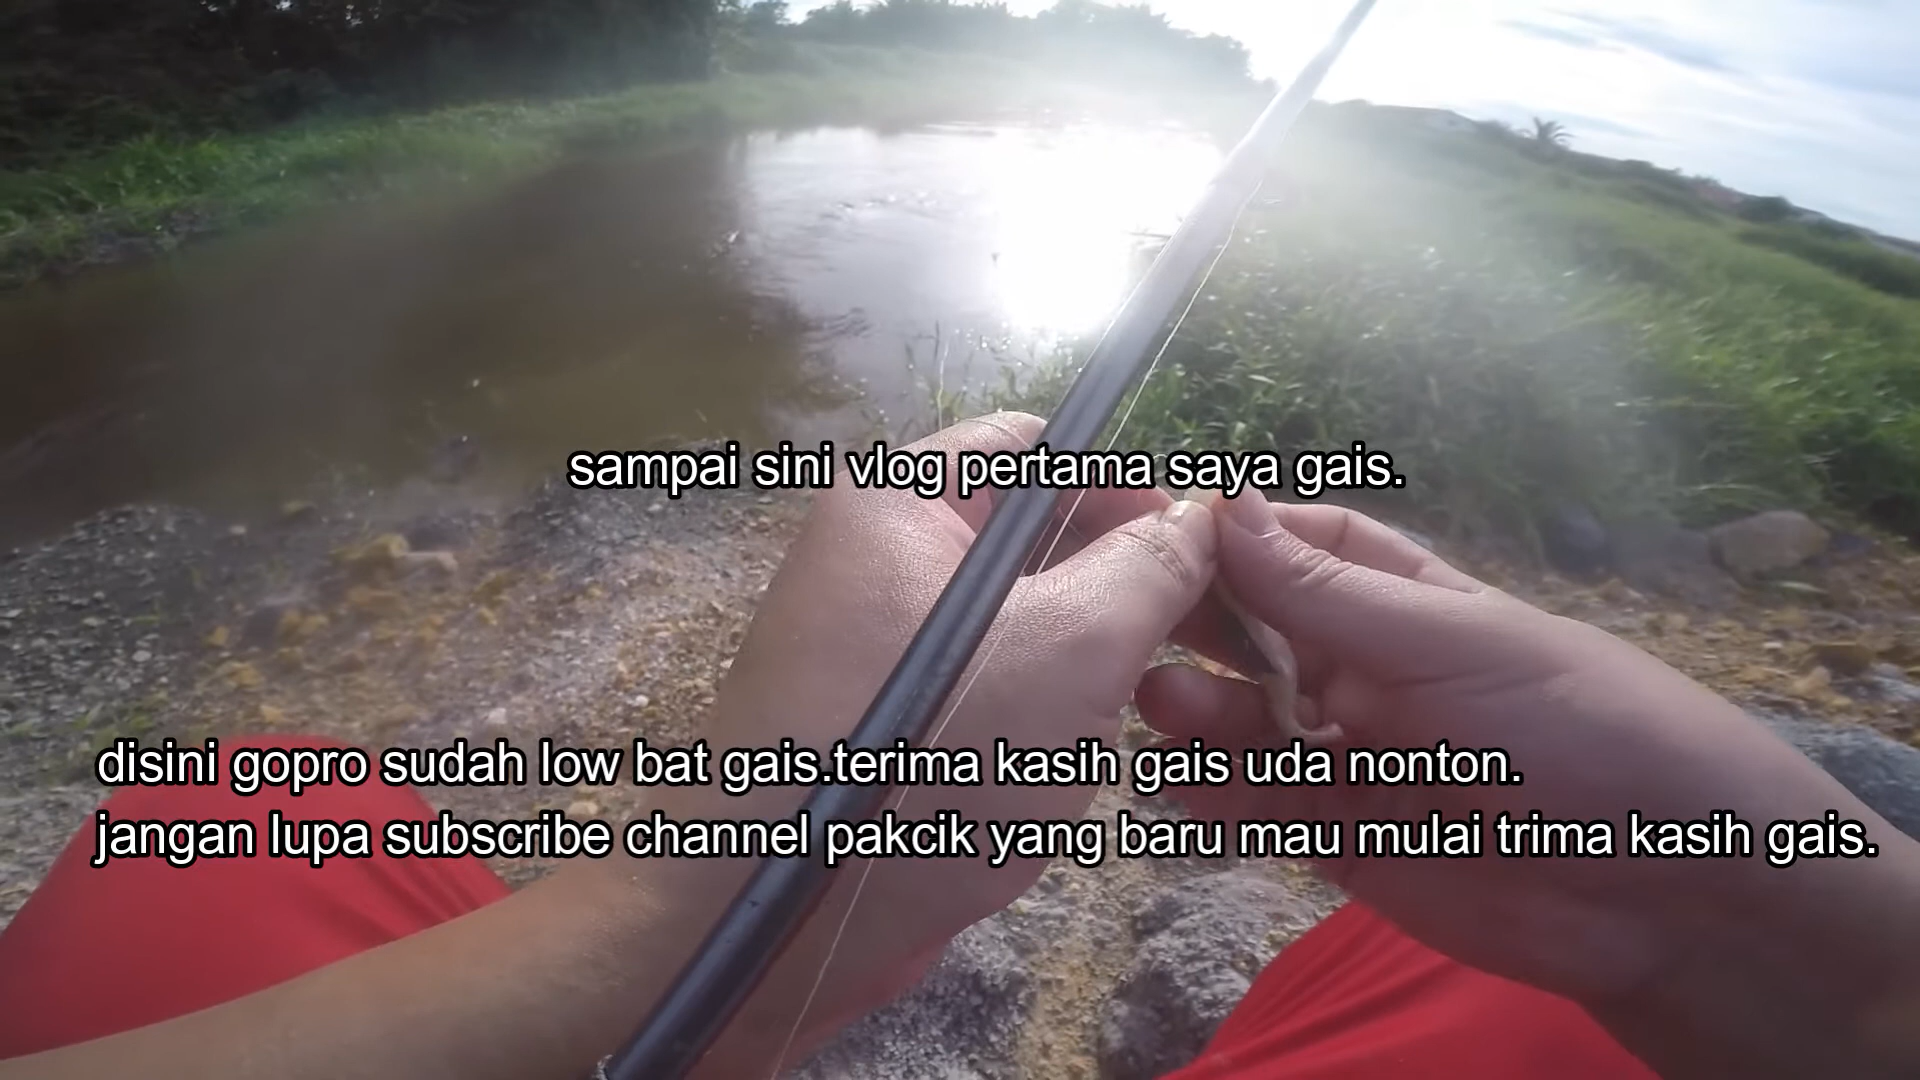 sampai sini vlog pertama saya gais.
disini gopro sudah low bat gais.terima kasih gais uda nonton.
jangan lupa subscribe channel pakcik yang baru mau mulai trima kasih gais.